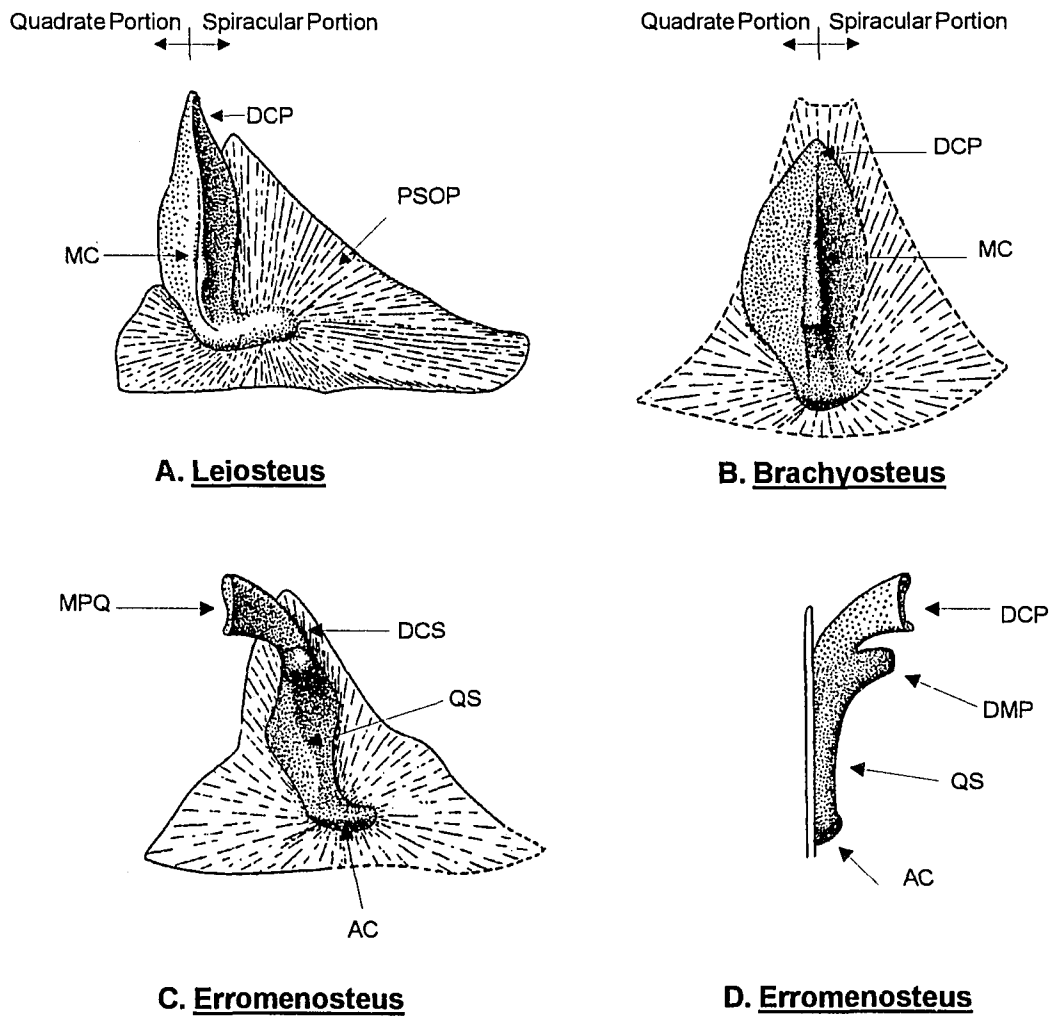 Quadrate Portion Spiracular Portion
Quadrate Portion Spiracular Portion
DCP
PSOP
MC
DCP
MC
A. Leiosteus
B. Brachyosteus
MPQ
DCS
QS
AC
DCP
DMP
QS
AC
C. Erromenosteus
D. Erromenosteus